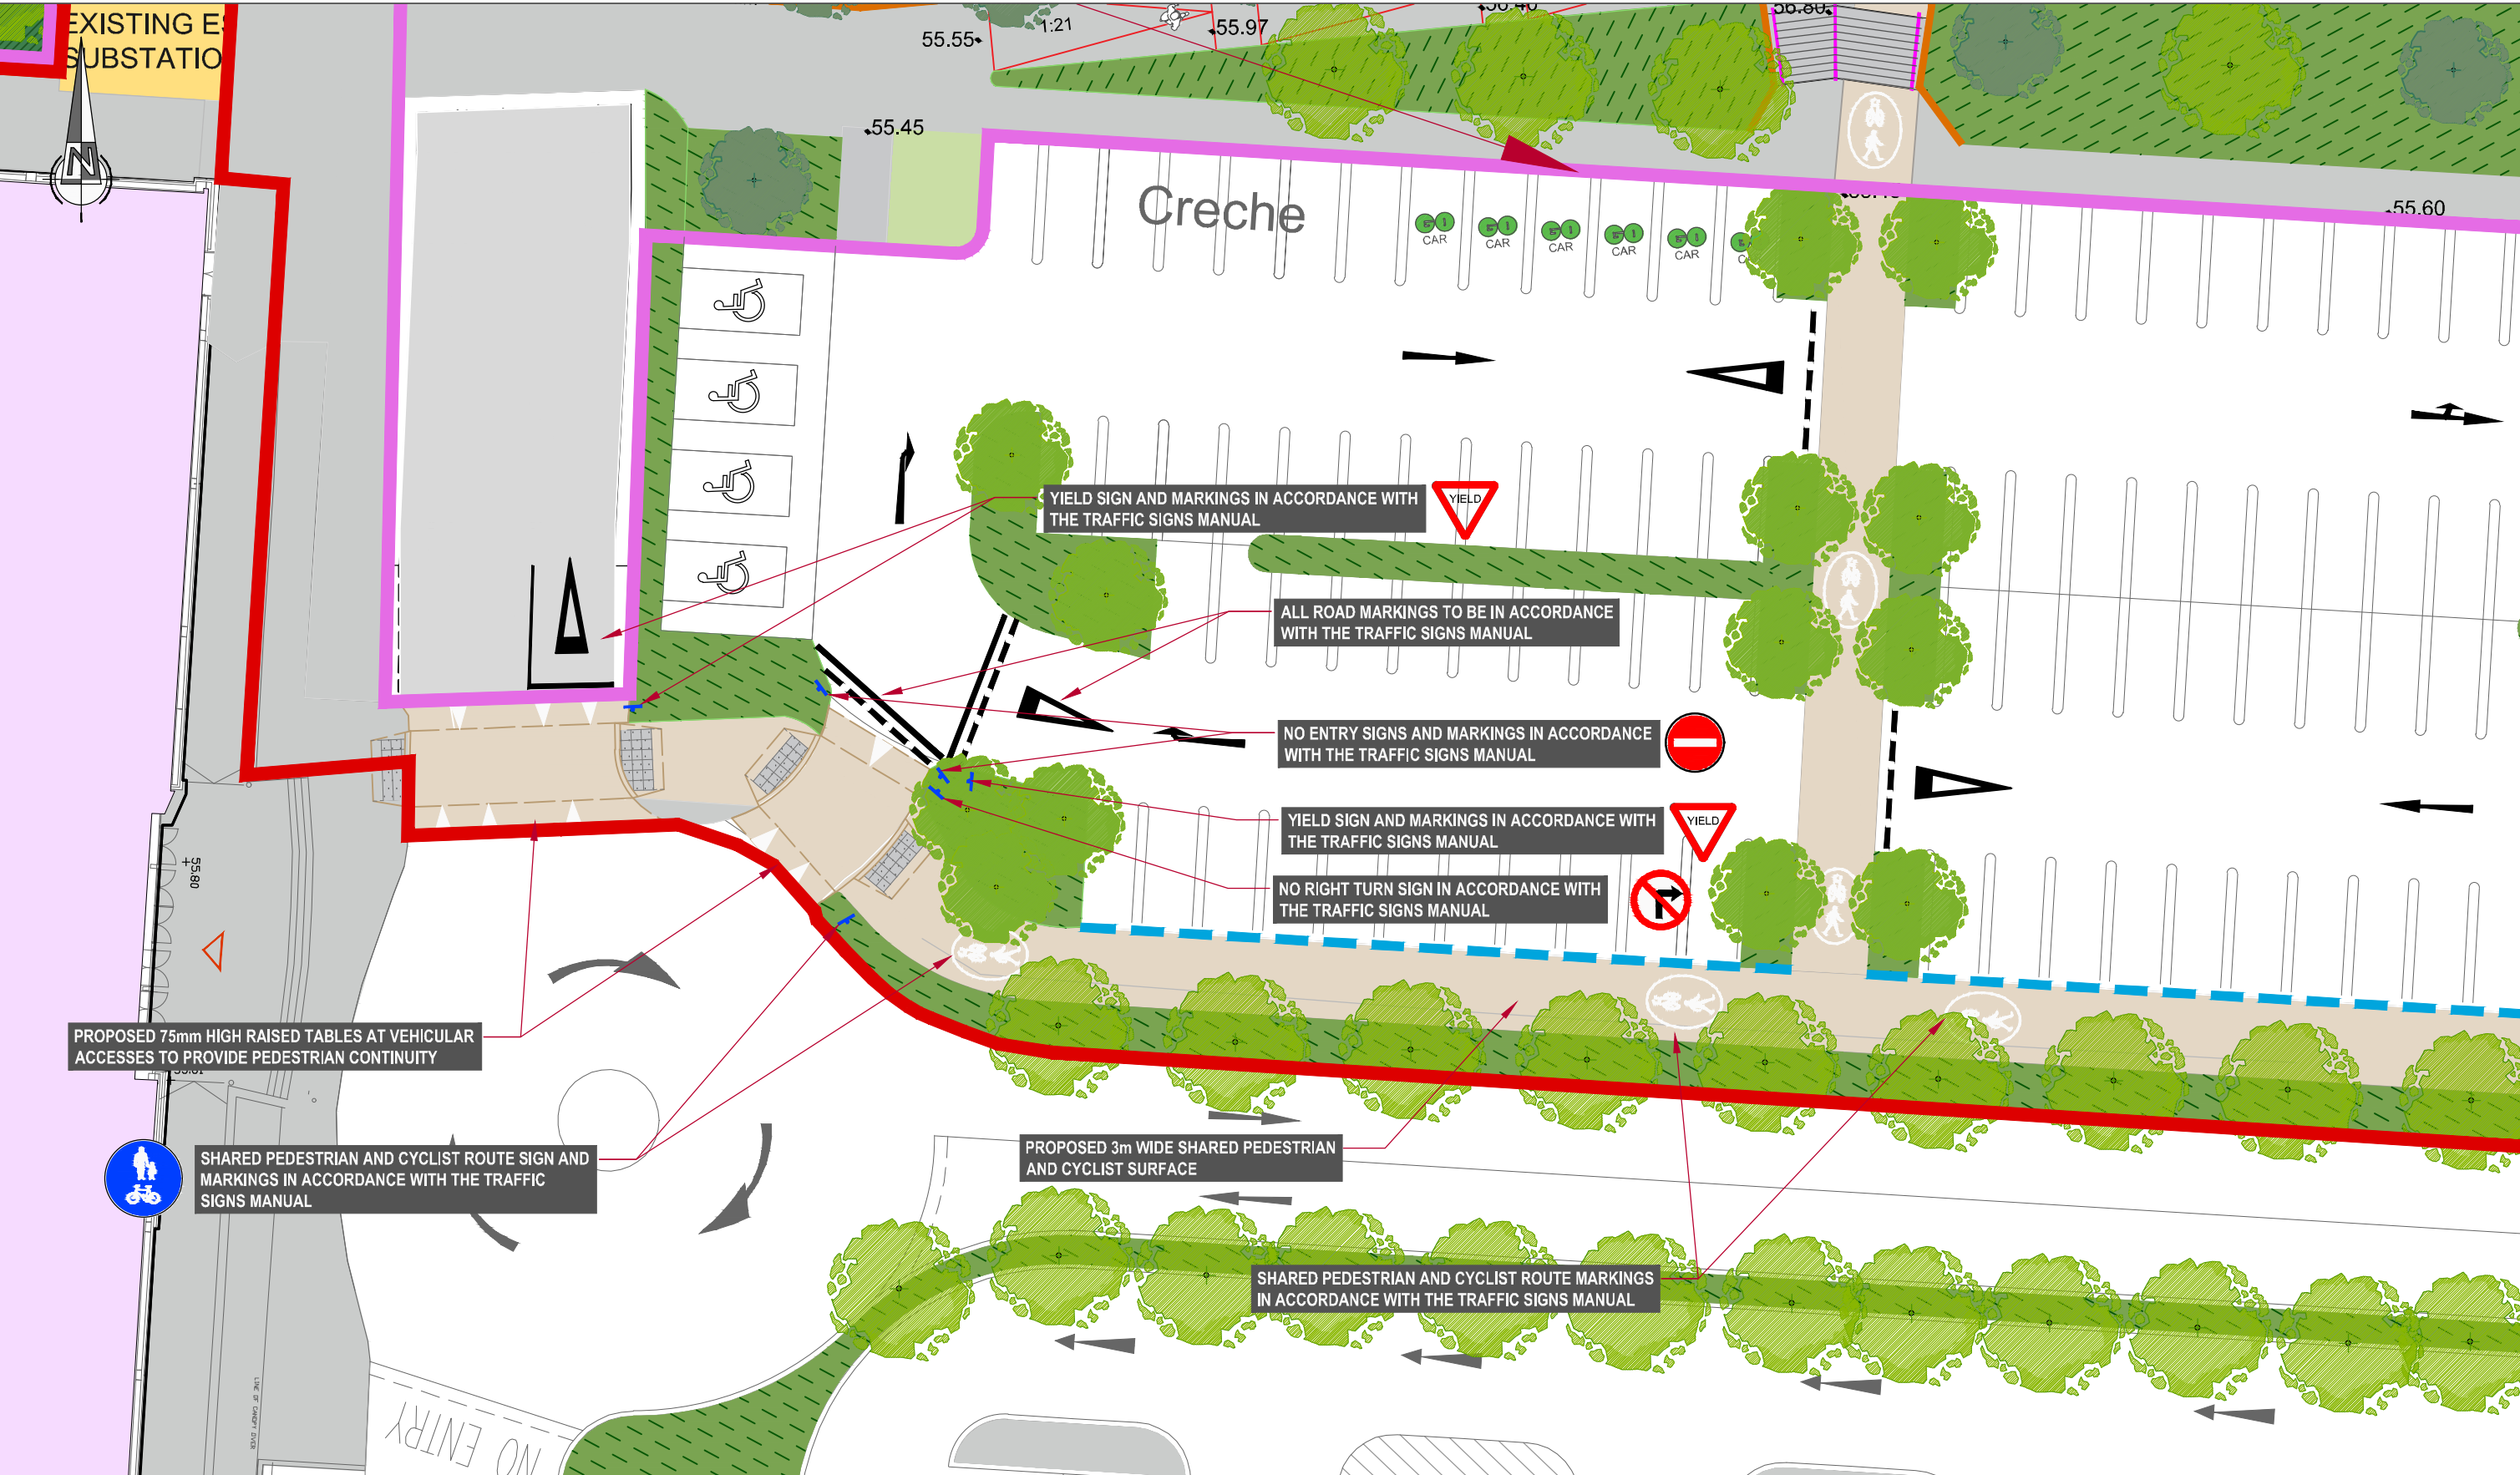 EXISTING
SUBSTATIO
N
55.55
1:21
55.97
55.45
55.60
Creche
CAR
CAR
CAR
CAR
CAR
YIELD SIGN AND MARKINGS IN ACCORDANCE WITH
THE TRAFFIC SIGNS MANUAL
YIELD
ALL ROAD MARKINGS TO BE IN ACCORDANCE
WITH THE TRAFFIC SIGNS MANUAL
NO ENTRY SIGNS AND MARKINGS IN ACCORDANCE
WITH THE TRAFFIC SIGNS MANUAL
YIELD SIGN AND MARKINGS IN ACCORDANCE WITH
THE TRAFFIC SIGNS MANUAL
YIELD
NO RIGHT TURN SIGN IN ACCORDANCE WITH
THE TRAFFIC SIGNS MANUAL
55.80
PROPOSED 75mm HIGH RAISED TABLES AT VEHICULAR
ACCESSES TO PROVIDE PEDESTRIAN CONTINUITY
SHARED PEDESTRIAN AND CYCLIST ROUTE SIGN AND
MARKINGS IN ACCORDANCE WITH THE TRAFFIC
SIGNS MANUAL
PROPOSED 3m WIDE SHARED PEDESTRIAN
AND CYCLIST SURFACE
SHARED PEDESTRIAN AND CYCLIST ROUTE MARKINGS
IN ACCORDANCE WITH THE TRAFFIC SIGNS MANUAL
LINE OF CANOPY OVER
NO ENTRY